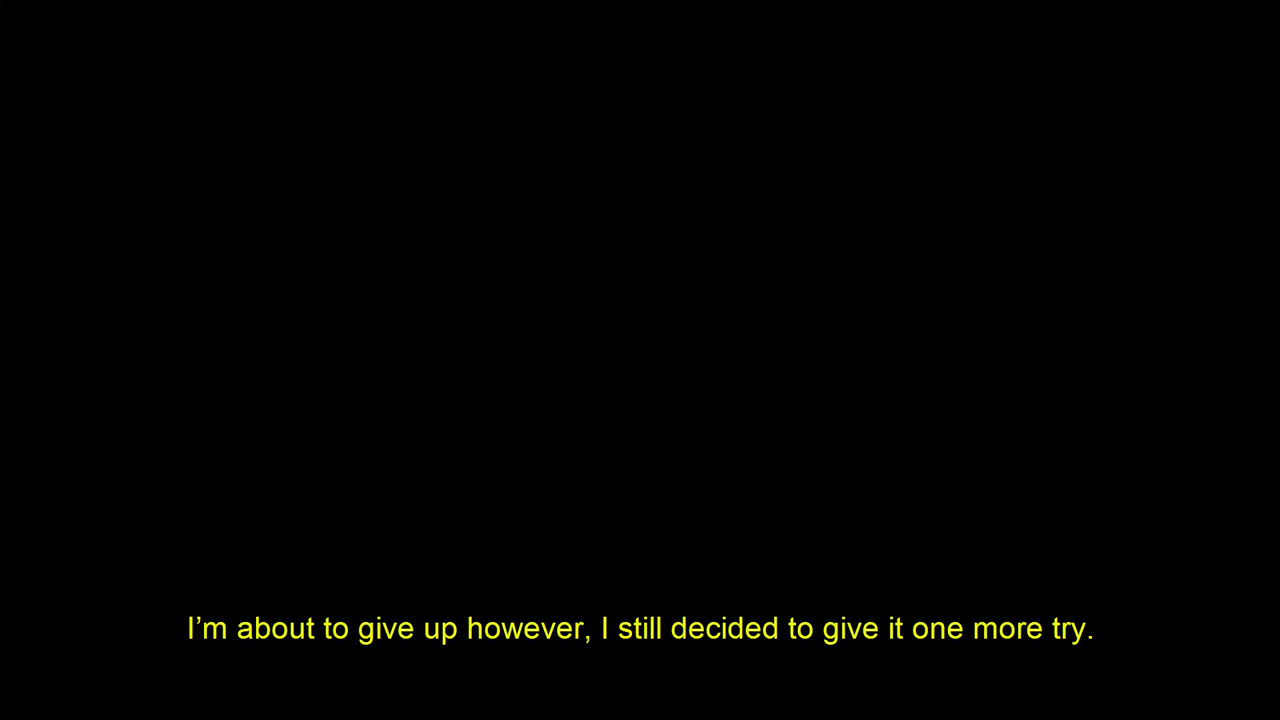 I’m about to give up however, I still decided to give it one more try.